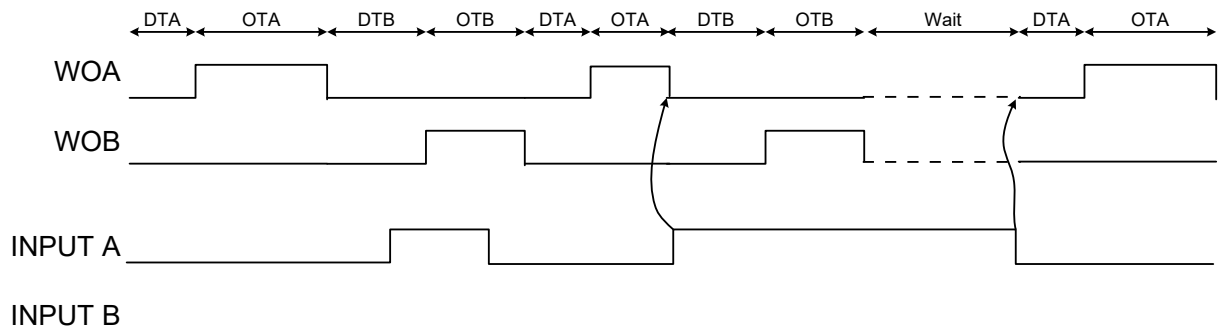 DTA OTA DTB OTB DTA OTA DTB OTB Wait DTA OTA
WOA
WOB
INPUT A
INPUT B